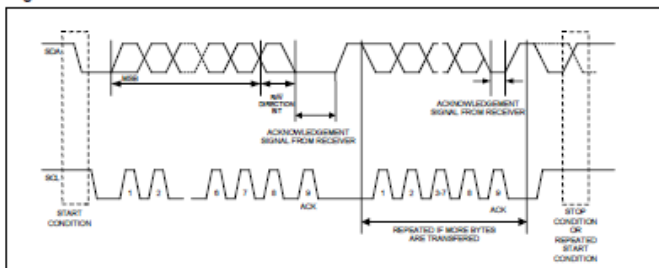 SDA
MSB
R/W
DIRECTION
BIT
ACKNOWLEDGEMENT
SIGNAL FROM RECEIVER
ACKNOWLEDGEMENT
SIGNAL FROM RECEIVER
SCL
1 2 6 7 8 9 1 2 3-7 8 9
ACK
ACK
START
CONDITION
REPEATED IF MORE BYTES
ARE TRANSFERED
STOP
CONDITION
OR
REPEATED
START
CONDITION